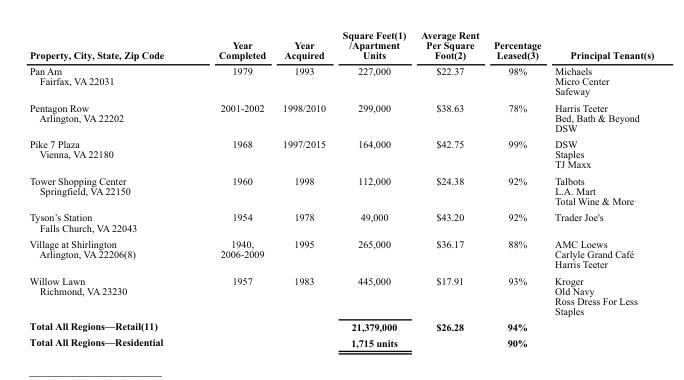 Property, City, State, Zip Code Year Completed Year Acquired Square Feet(1) /Apartment Units Average Rent Per Square Foot(2) Percentage Leased(3) Principal Tenant(s)
Pan Am 1979 1993 227,000 $22.37 98% Michaels
Fairfax, VA 22031 Micro Center
Safeway
Pentagon Row 2001-2002 1998/2010 299,000 $38.63 78% Harris Teeter
Arlington, VA 22202 Bed, Bath & Beyond
DSW
Pike 7 Plaza 1968 1997/2015 164,000 $42.75 99% DSW
Vienna, VA 22180 Staples
TJ Maxx
Tower Shopping Center 1960 1998 112,000 $24.38 92% Talbots
Springfield, VA 22150 L.A. Mart
Total Wine & More
Tyson's Station 1954 1978 49,000 $43.20 92% Trader Joe's
Falls Church, VA 22043
Village at Shirlington 1940, 1995 265,000 $36.17 88% AMC Loews
Arlington, VA 22206(8) 2006-2009 Carlyle Grand Café
Harris Teeter
Willow Lawn 1957 1983 445,000 $17.91 93% Kroger
Richmond, VA 23230 Old Navy
Ross Dress For Less
Staples
Total All Regions—Retail(11) 21,379,000 $26.28 94%
Total All Regions—Residential 1,715 units 90%